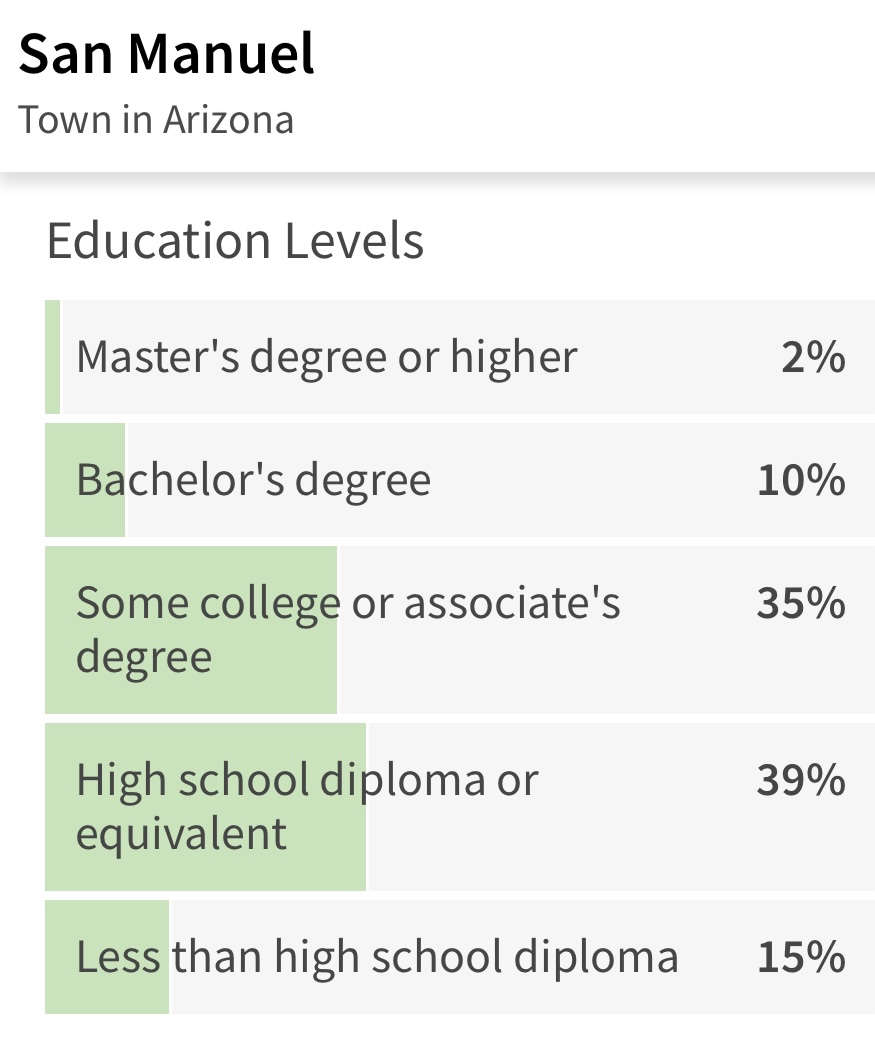 San Manuel
Town in Arizona
Education Levels
Master's degree or higher 2%
Bachelor's degree 10%
Some college or associate's 35%
degree
High school diploma or 39%
equivalent
Less than high school diploma 15%